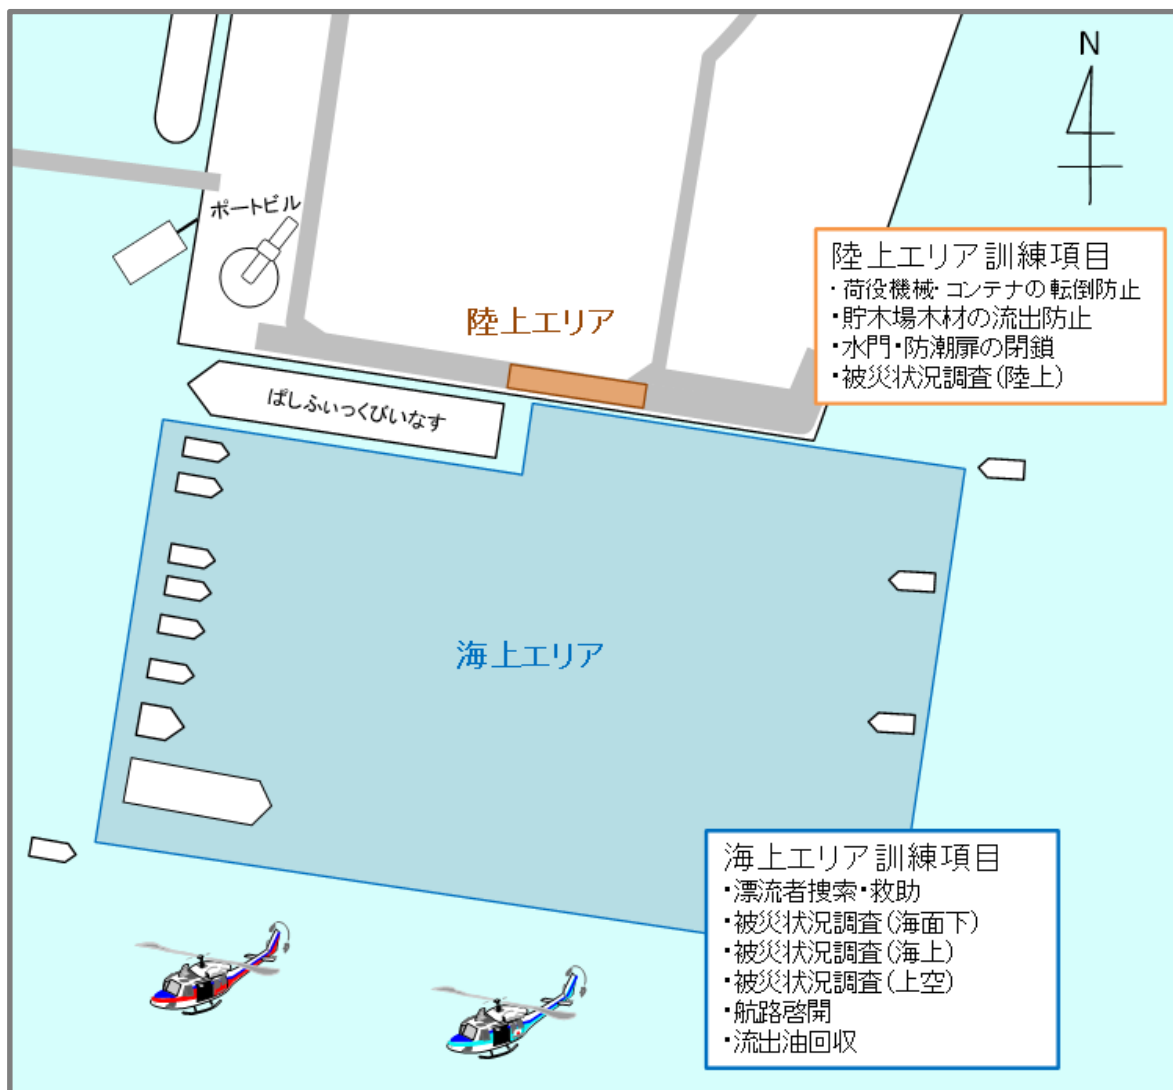 N
ポートビル
陸上エリア
陸上エリア訓練項目
・荷役機械・コンテナの転倒防止
・貯木場木材の流出防止
・水門・防潮扉の閉鎖
・被災状況調査(陸上)
ぱしふぃっくびいなす
海上エリア
海上エリア訓練項目
・漂流者捜索・救助
・被災状況調査(海面下)
・被災状況調査(海上)
・被災状況調査(上空)
・航路啓開
・流出油回収